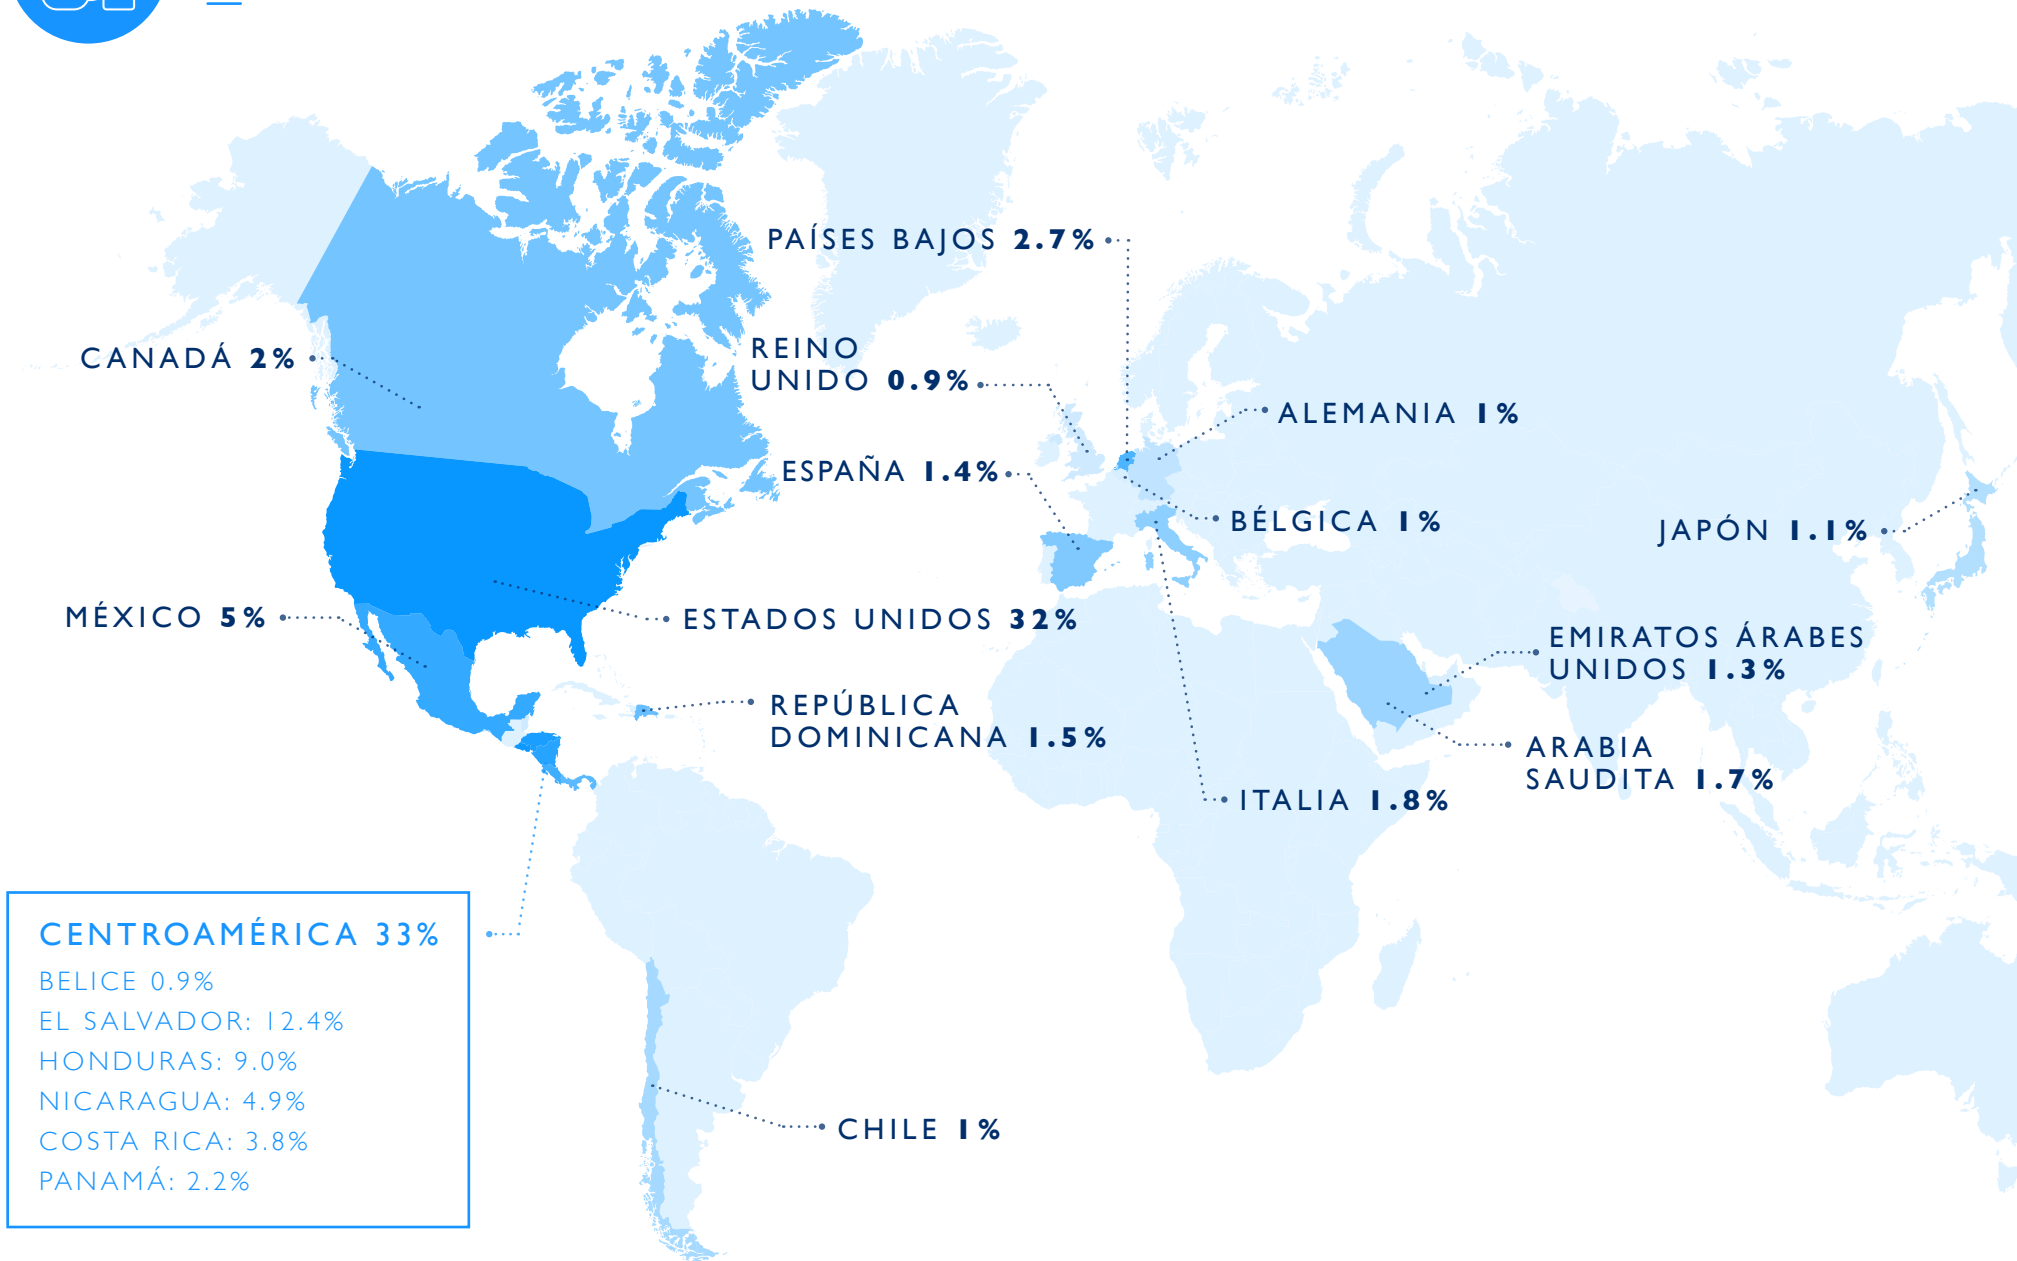 PAÍSES BAJOS 2.7%
CANADÁ 2%
REINO
UNIDO 0.9%
ALEMANIA 1%
ESPAÑA 1.4%
BÉLGICA 1%
JAPÓN 1.1%
MÉXICO 5%
ESTADOS UNIDOS 32%
EMIRATOS ÁRABES
UNIDOS 1.3%
REPÚBLICA
DOMINICANA 1.5%
ARABIA
SAUDITA 1.7%
ITALIA 1.8%
CENTROAMÉRICA 33%
BELICE 0.9%
EL SALVADOR: 12.4%
HONDURAS: 9.0%
NICARAGUA: 4.9%
COSTA RICA: 3.8%
PANAMÁ: 2.2%
CHILE 1%